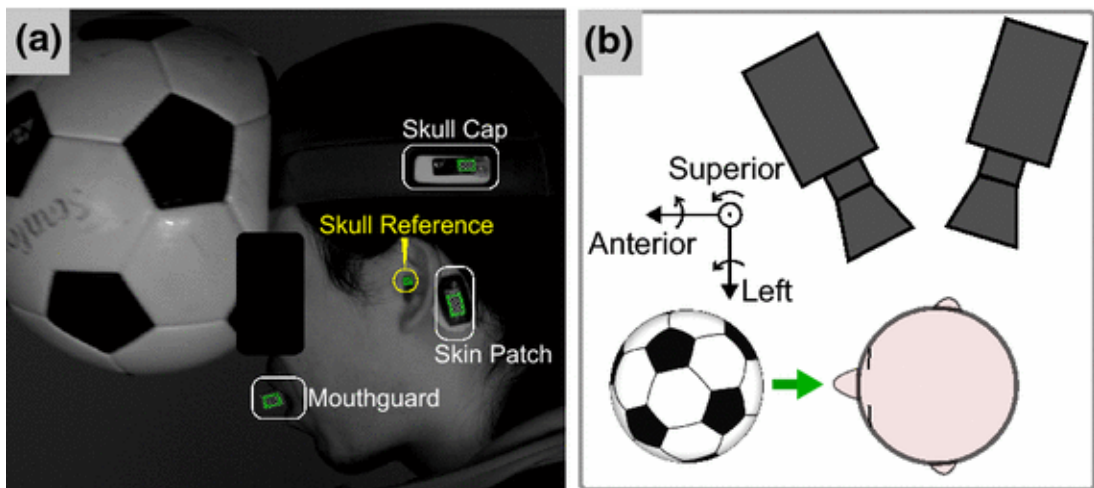 (a)
Skull Cap
Skull Reference
Skin Patch
Mouthguard
(b)
Superior
Anterior
Left